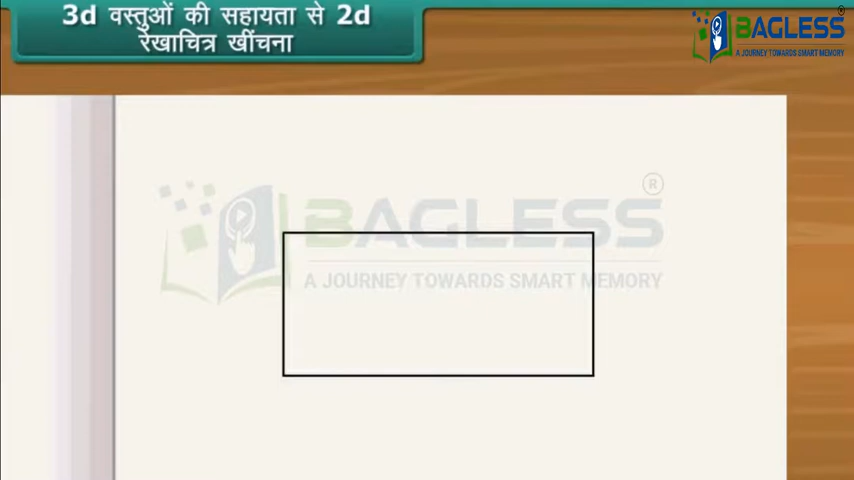 3d वस्तुओं की सहायता से 2d
रेखाचित्र खींचना
BAGLESS®
A JOURNEY TOWARDS SMART MEMORY
BAGLESS®
A JOURNEY TOWARDS SMART MEMORY